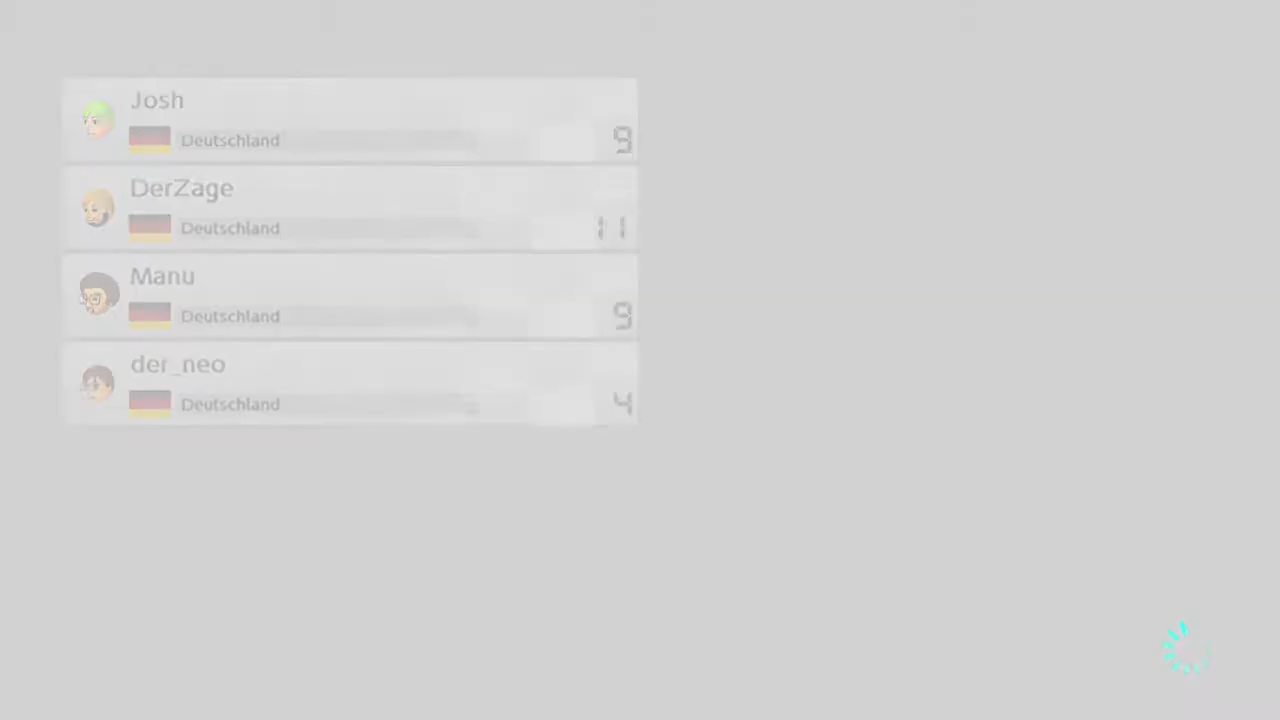 Josh
Deutschland 9
DerZage
Deutschland 11
Manu
Deutschland 9
der_neo
Deutschland 4